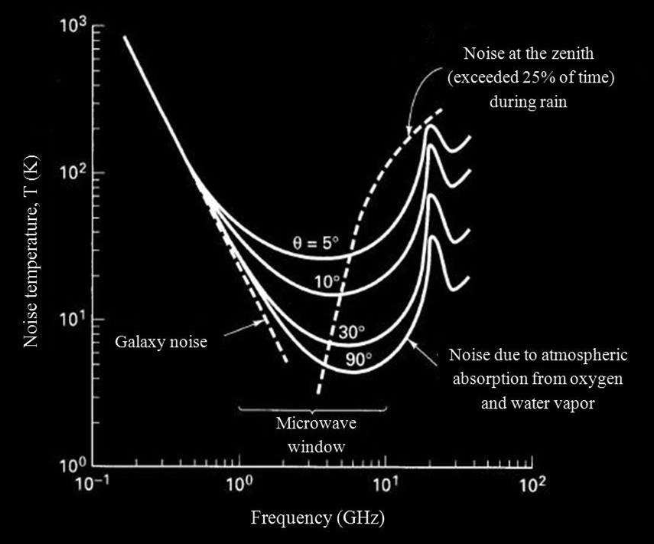 10³
Noise at the zenith
(exceeded 25% of time)
during rain
10²
Noise temperature, T (K)
θ = 5°
10°
10¹
30°
Galaxy noise
90°
Noise due to atmospheric
absorption from oxygen
and water vapor
Microwave
window
10⁰
10⁻¹
10⁰
10¹
10²
Frequency (GHz)